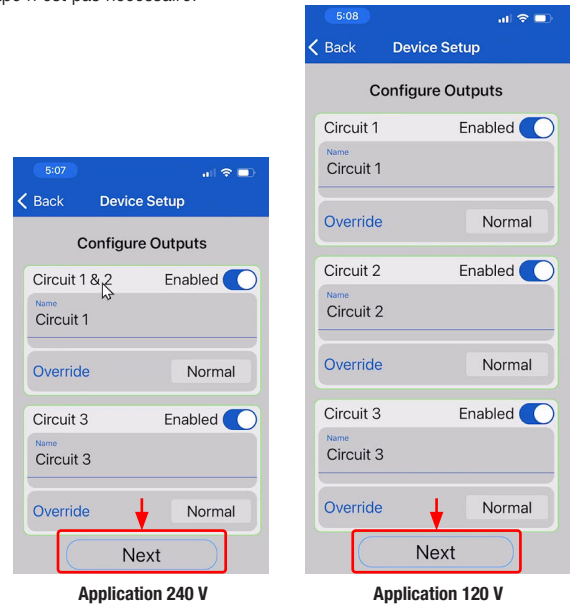 n'est pas nécessaire.
5:07
Back Device Setup
Configure Outputs
Circuit 1 & 2 Enabled
Name
Circuit 1
Override Normal
Circuit 3 Enabled
Name
Circuit 3
Override Normal
Next
Application 240 V
5:08
Back Device Setup
Configure Outputs
Circuit 1 Enabled
Name
Circuit 1
Override Normal
Circuit 2 Enabled
Name
Circuit 2
Override Normal
Circuit 3 Enabled
Name
Circuit 3
Override Normal
Next
Application 120 V